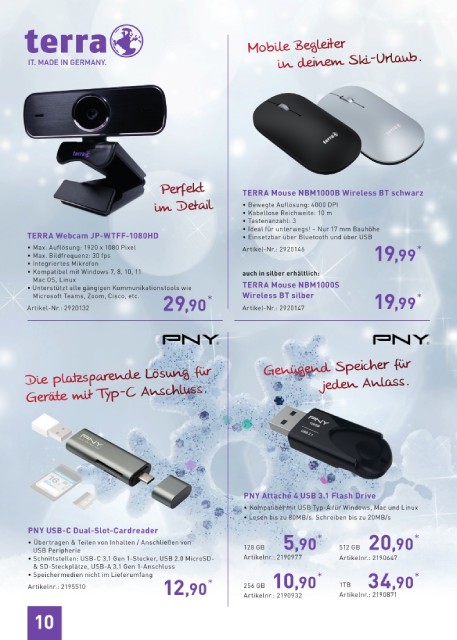 terra
IT. MADE IN GERMANY.
Perfekt
im Detail
TERRA Webcam JP-WTFF-1080HD
• Max. Auflösung: 1920 x 1080 Pixel
• Max. Bildfrequenz: 30 fps
• Integriertes Mikrofon
• Kompatibel mit Windows 7, 8, 10, 11
Mac OS, Linux
• Unterstützt alle gängigen Kommunikationstools wie
Microsoft Teams, Zoom, Cisco, etc.
Artikel-Nr.: 2920132
29,90*
Mobile Begleiter
in deinem Ski-Urlaub.
terra
TERRA Mouse NBM1000B Wireless BT schwarz
• Bewegte Auflösung: 4000 DPI
• Kabellose Reichweite: 10 m
• Tastenanzahl: 3
• Ideal für unterwegs! - Nur 17 mm Bauhöhe
• Einsetzbar über Bluetooth und über USB
Artikel-Nr.: 2920146
19,99*
auch in silber erhältlich:
TERRA Mouse NBM1000S
Wireless BT silber
Artikel-Nr.: 2920147
19,99*
PNY
Die platzsparende Lösung für
Geräte mit Typ-C Anschluss.
PNY
PNY USB-C Dual-Slot-Cardreader
• Übertragen & Teilen von Inhalten / Anschließen von
USB Peripherie
• Schnittstellen: USB-C 3.1 Gen 1-Stecker, USB 2.0 MicroSD-
& SD-Steckplätze, USB-A 3.1 Gen 1-Anschluss
• Speichermedien nicht im Lieferumfang
Artikelnr.: 2195510
12,90*
PNY
Genügend Speicher für
jeden Anlass.
PNY
USB 3.1
PNY Attaché 4 USB 3.1 Flash Drive
• Kompatibel mit USB Typ-A für Windows, Mac und Linux
• Lesen bis zu 80MB/s. Schreiben bis zu 20MB/s
128 GB 5,90*
Artikelnr.: 2190977
512 GB 20,90*
Artikelnr.: 2190647
256 GB 10,90*
Artikelnr.: 2190932
1TB 34,90*
Artikelnr.: 2190871
10